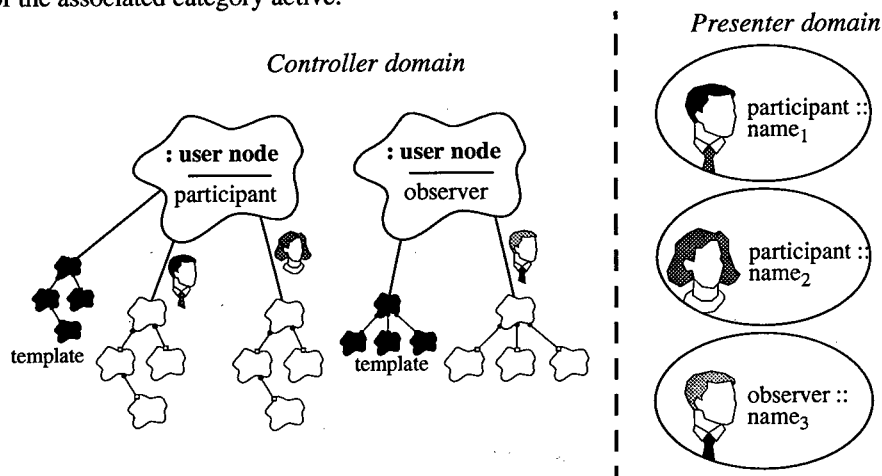 of the associated category active.
Controller domain
Presenter domain
: user node
participant
: user node
observer
template
template
participant ::
name1
participant ::
name2
observer ::
name3